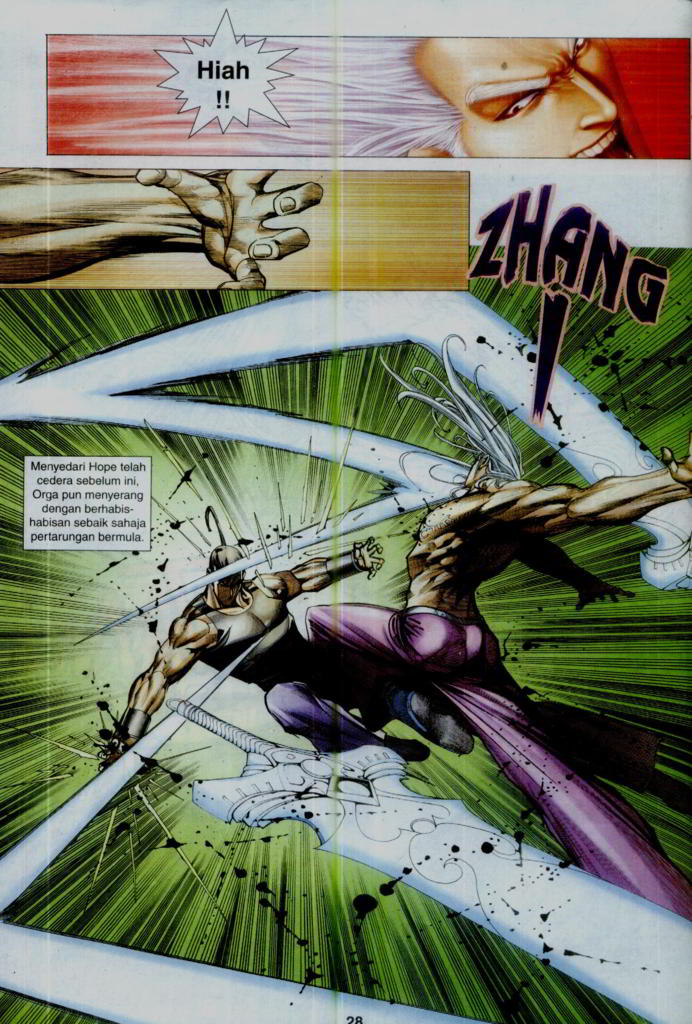 Hiah
!!
ZHANG
!
Menyedari Hope telah
cedera sebelum ini,
Orga pun menyerang
dengan berhabis-
habisan sebaik sahaja
pertarungan bermula.
28